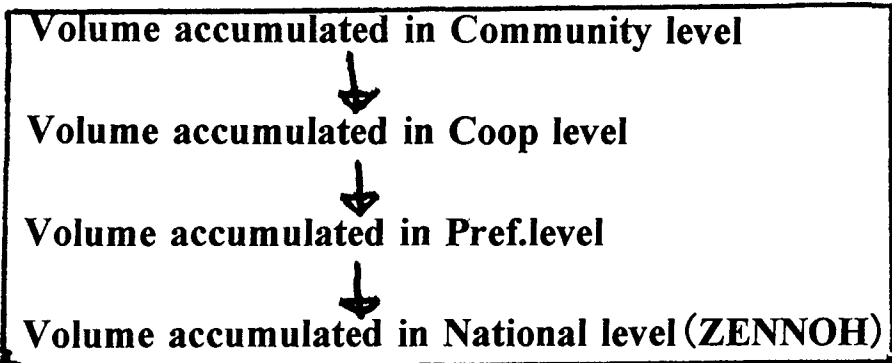 Volume accumulated in Community level
Volume accumulated in Coop level
Volume accumulated in Pref.level
Volume accumulated in National level(ZENNOH)